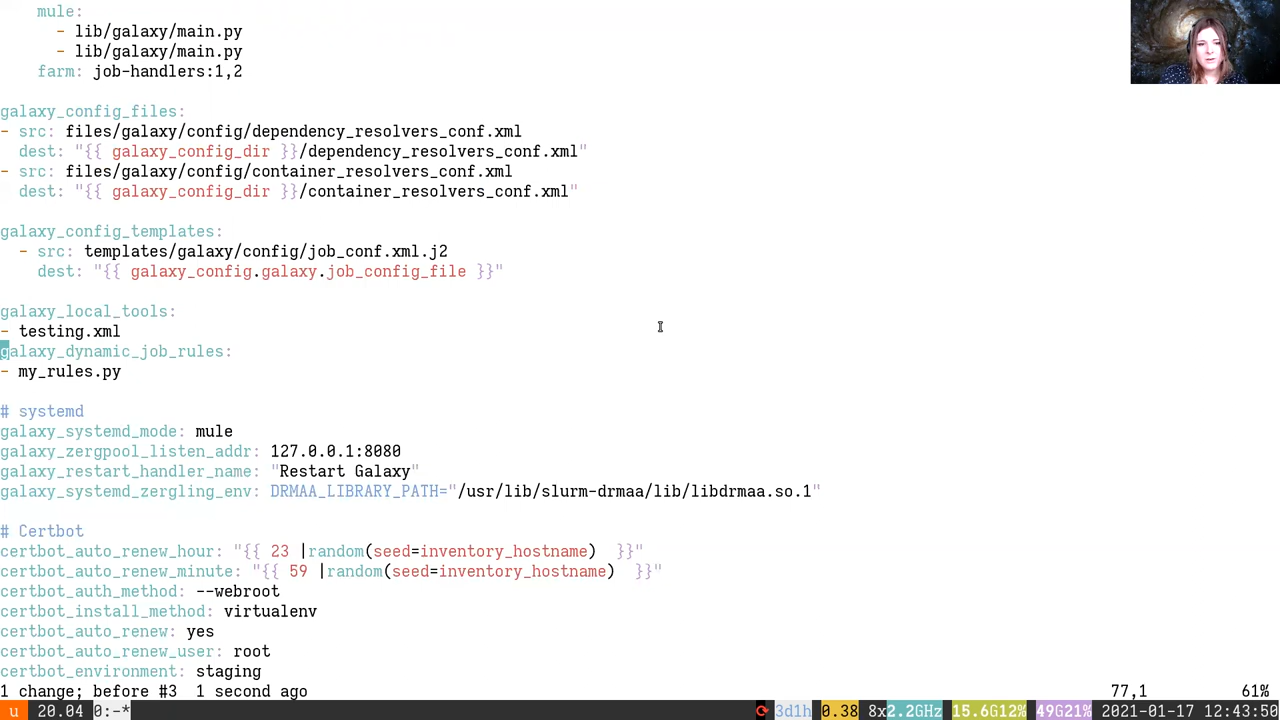 mule:
- lib/galaxy/main.py
- lib/galaxy/main.py
farm: job-handlers:1,2
galaxy_config_files:
- src: files/galaxy/config/dependency_resolvers_conf.xml
dest: "{{ galaxy_config_dir }}/dependency_resolvers_conf.xml"
- src: files/galaxy/config/container_resolvers_conf.xml
dest: "{{ galaxy_config_dir }}/container_resolvers_conf.xml"
galaxy_config_templates:
- src: templates/galaxy/config/job_conf.xml.j2
dest: "{{ galaxy_config.galaxy.job_config_file }}"
galaxy_local_tools:
- testing.xml
galaxy_dynamic_job_rules:
- my_rules.py
# systemd
galaxy_systemd_mode: mule
galaxy_zergpool_listen_addr: 127.0.0.1:8080
galaxy_restart_handler_name: "Restart Galaxy"
galaxy_systemd_zergling_env: DRMAA_LIBRARY_PATH="/usr/lib/slurm-drmaa/lib/libdrmaa.so.1"
# Certbot
certbot_auto_renew_hour: "{{ 23 |random(seed=inventory_hostname)  }}"
certbot_auto_renew_minute: "{{ 59 |random(seed=inventory_hostname)  }}"
certbot_auth_method: --webroot
certbot_install_method: virtualenv
certbot_auto_renew: yes
certbot_auto_renew_user: root
certbot_environment: staging
1 change; before #3  1 second ago 77,1 61%
u 20.04 0:-* 3d1h 0.38 8x2.2GHz 15.6G12% 49G21% 2021-01-17 12:43:50